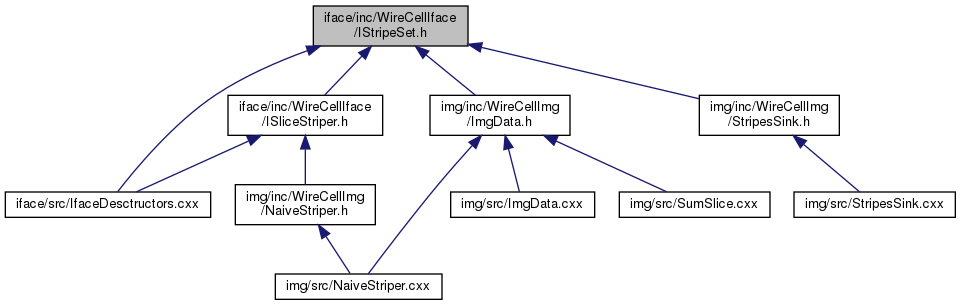 iface/inc/WireCellIface
/IStripeSet.h
iface/inc/WireCellIface
/ISliceStriper.h
img/inc/WireCellImg
/ImgData.h
img/inc/WireCellImg
/StripesSink.h
iface/src/IfaceDesctructors.cxx
img/inc/WireCellImg
/NaiveStriper.h
img/src/ImgData.cxx
img/src/SumSlice.cxx
img/src/StripesSink.cxx
img/src/NaiveStriper.cxx